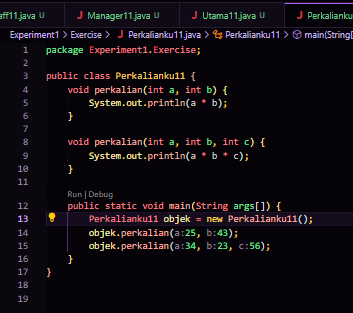 aff11.java Manager11.java Utama11.java Perkalianku
Experiment1 > Exercise > Perkalianku11.java > Perkalianku11 > main(String[]
1 package Experiment1.Exercise;
2
3 public class Perkalianku11 {
4 void perkalian(int a, int b) {
5 System.out.println(a * b);
6 }
7
8 void perkalian(int a, int b, int c) {
9 System.out.println(a * b * c);
10 }
11
Run | Debug
12 public static void main(String args[]) {
13 Perkalianku11 objek = new Perkalianku11();
14 objek.perkalian(a:25, b:43);
15 objek.perkalian(a:34, b:23, c:56);
16 }
17 }
18
19